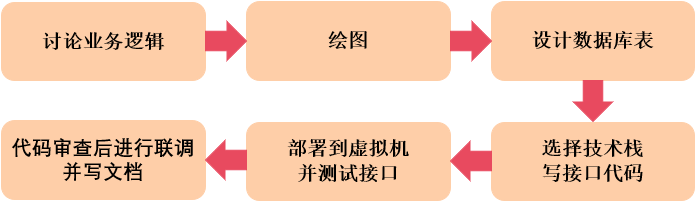 讨论业务逻辑
绘图
设计数据库表
选择技术栈
写接口代码
部署到虚拟机
并测试接口
代码审查后进行联调
并写文档